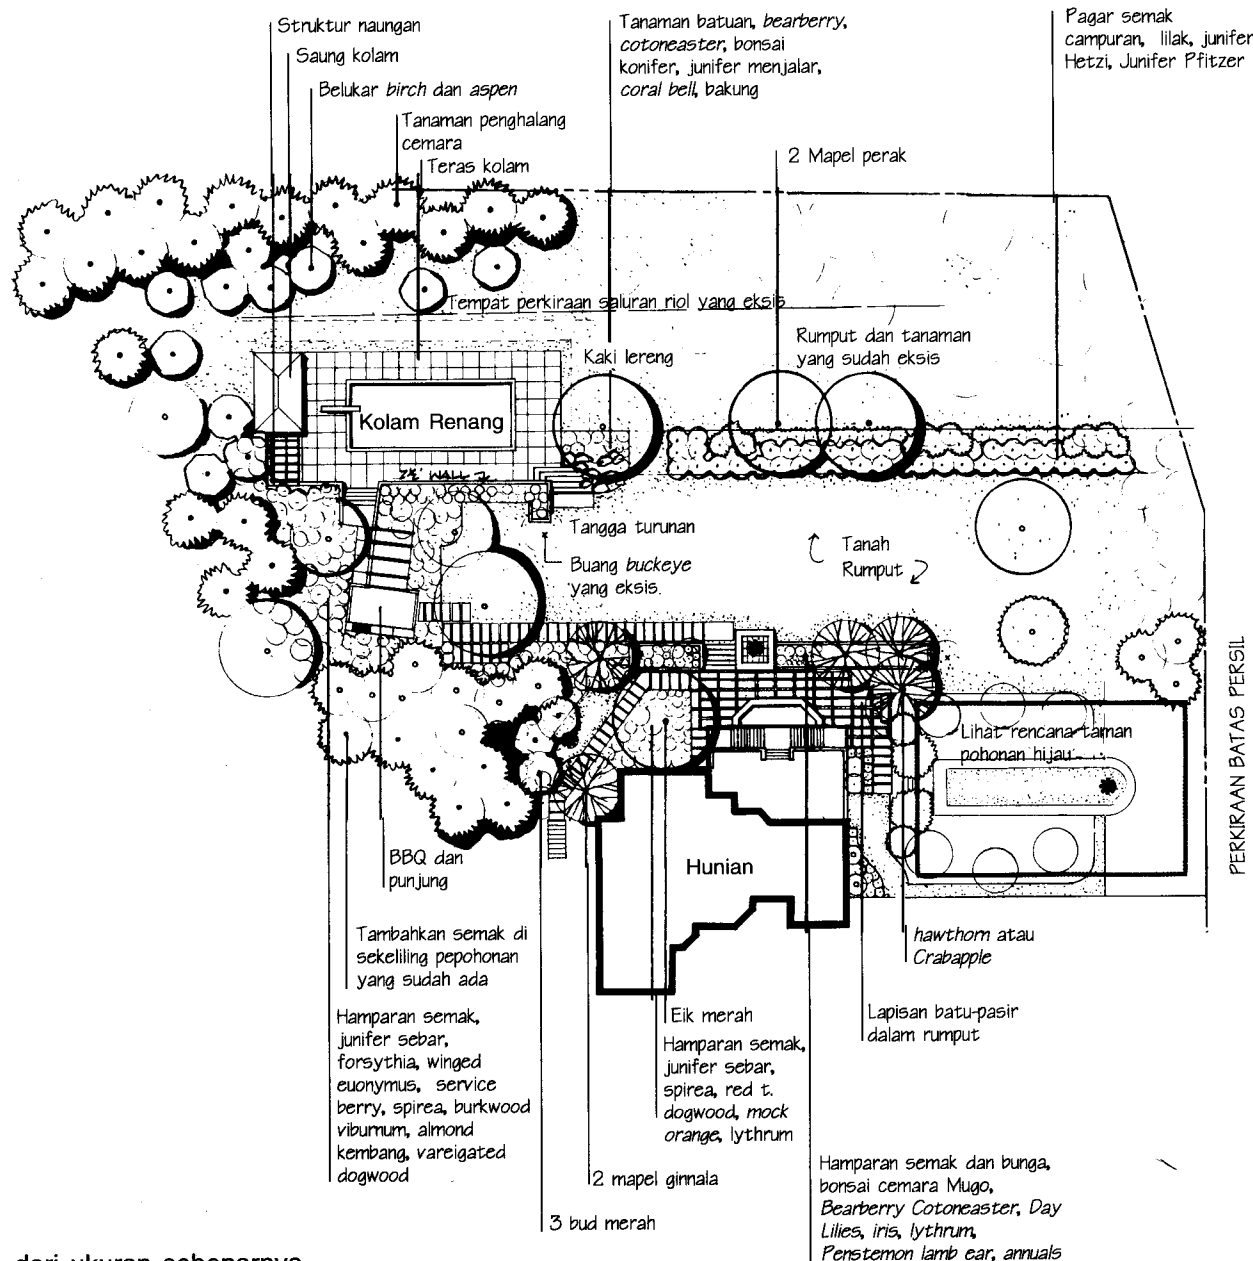 Struktur naungan
Saung kolam
Belukar birch dan aspen
Tanaman penghalang
cemara
Teras kolam
Tanaman batuan, bearberry,
cotoneaster, bonsai
konifer, junifer menjalar,
coral bell, bakung
2 Mapel perak
Pagar semak
campuran, lilak, junifer
Hetzi, Junifer Pfitzer
Tempat perkiraan saluran riol yang eksis
Kaki lereng
Rumput dan tanaman
yang sudah eksis
Kolam Renang
WALL
Tangga turunan
Buang buckeye
yang eksis.
Tanah
Rumput
PERKIRAAN BATAS PERSIL
Lihat rencana taman
pohonan hijau
Hunian
BBQ dan
punjung
Tambahkan semak di
sekeliling pepohonan
yang sudah ada
hawthorn atau
Crabapple
Lapisan batu-pasir
dalam rumput
Hamparan semak,
junifer sebar,
forsythia, winged
euonymus, service
berry, spirea, burkwood
viburnum, almond
kembang, vareigated
dogwood
Eik merah
Hamparan semak,
junifer sebar,
spirea, red t.
dogwood, mock
orange, lythrum
2 mapel ginnala
3 bud merah
Hamparan semak dan bunga,
bonsai cemara Mugo,
Bearberry Cotoneaster, Day
Lilies, iris, lythrum,
Penstemon lamb ear, annuals
dari ukuran sebenarnya